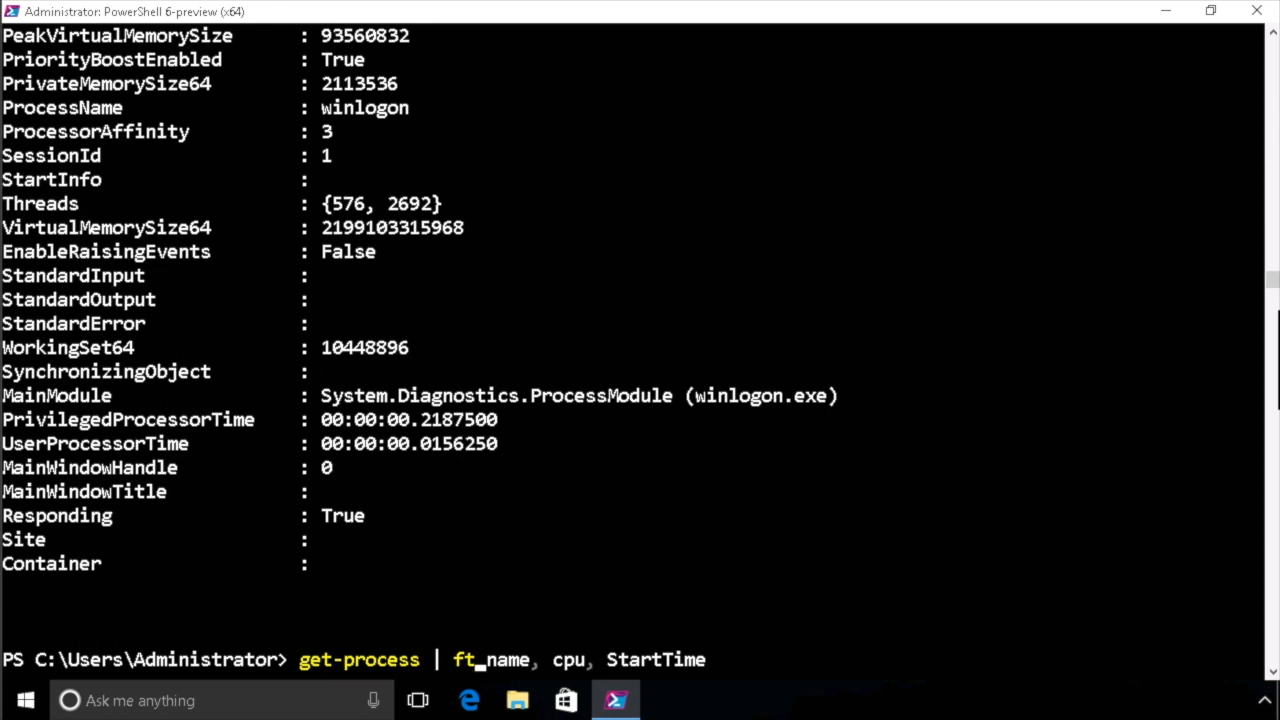 Administrator: PowerShell 6-preview (x64)
PeakVirtualMemorySize : 93560832
PriorityBoostEnabled : True
PrivateMemorySize64 : 2113536
ProcessName : winlogon
ProcessorAffinity : 3
SessionId : 1
StartInfo :
Threads : {576, 2692}
VirtualMemorySize64 : 2199103315968
EnableRaisingEvents : False
StandardInput :
StandardOutput :
StandardError :
WorkingSet64 : 10448896
SynchronizingObject :
MainModule : System.Diagnostics.ProcessModule (winlogon.exe)
PrivilegedProcessorTime : 00:00:00.2187500
UserProcessorTime : 00:00:00.0156250
MainWindowHandle : 0
MainWindowTitle :
Responding : True
Site :
Container :
PS C:\Users\Administrator> get-process | ft name, cpu, StartTime
Ask me anything